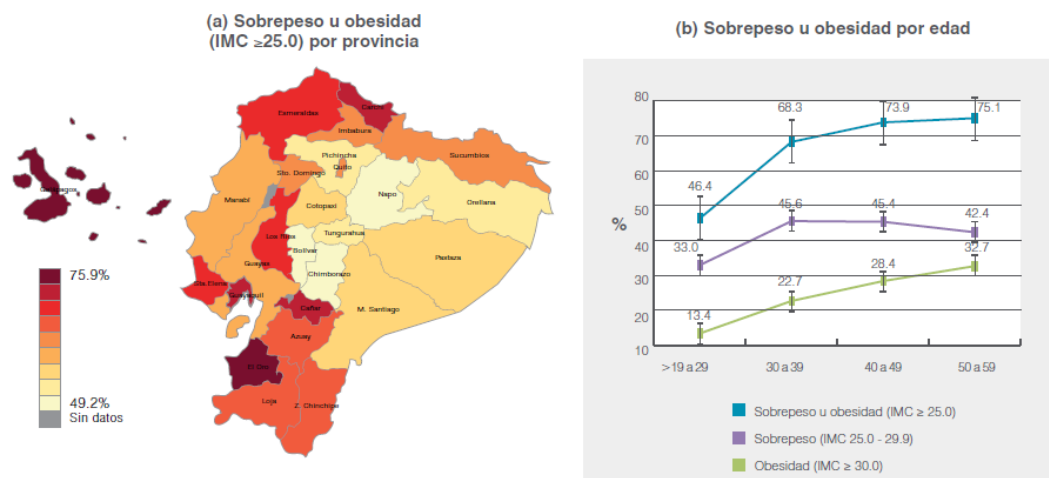 (a) Sobrepeso u obesidad
(IMC ≥25.0) por provincia
Esmeraldas
Carchi
Imbabura
Sucumbíos
Pichincha
Quito
Sto. Domingo
Galápagos
Manabí
Napo
Orellana
Cotopaxi
Los Ríos
Tungurahua
Bolívar
Pastaza
Guayas
Chimborazo
Sta.Elena
Guayaquil
Cañar
M. Santiago
Azuay
El Oro
Loja
Z. Chinchipe
75.9%
49.2%
Sin datos
(b) Sobrepeso u obesidad por edad
%
80
70
60
50
40
30
20
10
46.4
68.3
73.9
75.1
33.0
45.6
45.4
42.4
13.4
22.7
28.4
32.7
>19 a 29
30 a 39
40 a 49
50 a 59
Sobrepeso u obesidad (IMC ≥ 25.0)
Sobrepeso (IMC 25.0 - 29.9)
Obesidad (IMC ≥ 30.0)